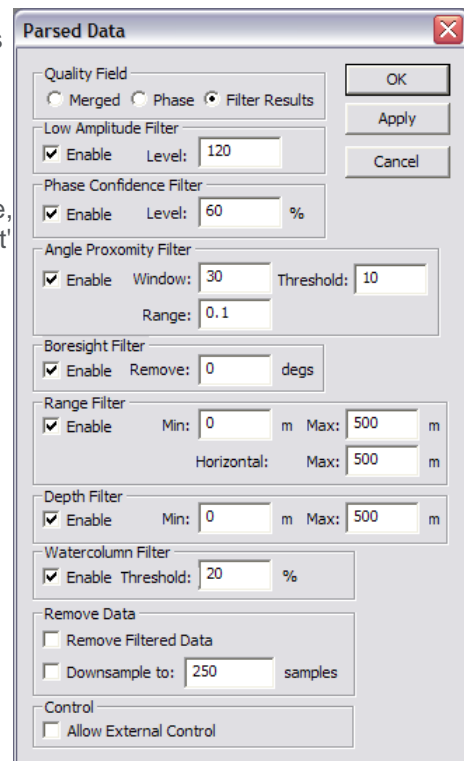 s
Parsed Data
Quality Field
Merged Phase Filter Results
OK
Apply
Cancel
Low Amplitude Filter
Enable Level: 120
Phase Confidence Filter
e,
Enable Level: 60 %
t'
Angle Proxomity Filter
Enable Window: 30 Threshold: 10
Range: 0.1
Boresight Filter
Enable Remove: 0 degs
Range Filter
Enable Min: 0 m Max: 500 m
Horizontal: Max: 500 m
Depth Filter
Enable Min: 0 m Max: 500 m
Watercolumn Filter
Enable Threshold: 20 %
Remove Data
Remove Filtered Data
Downsample to: 250 samples
Control
Allow External Control